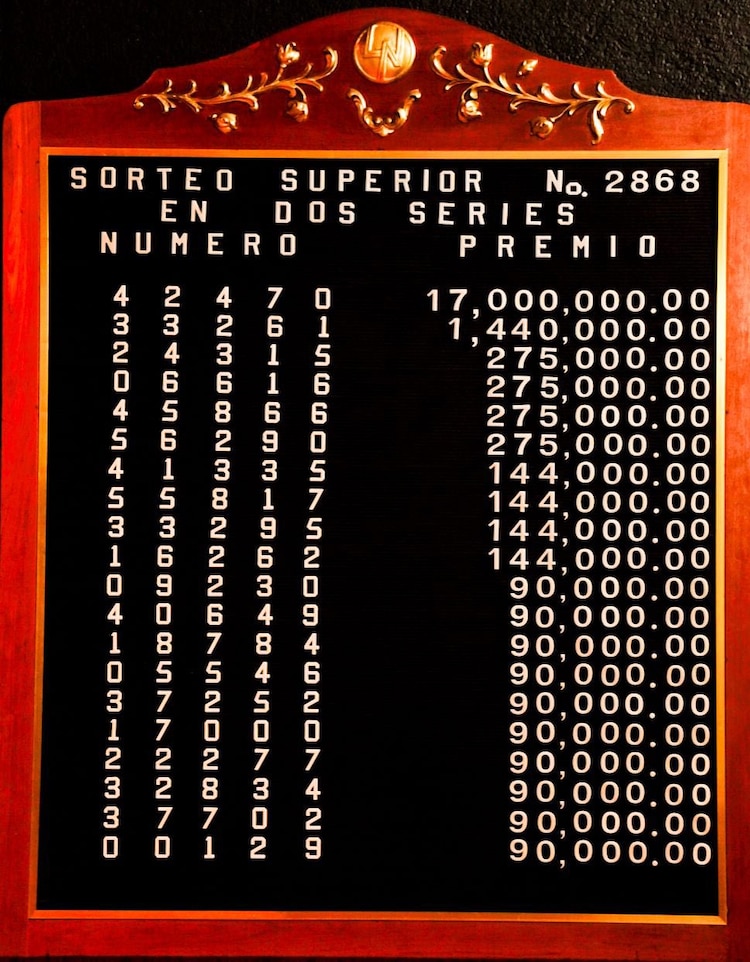 LN
SORTEO SUPERIOR No. 2868
EN DOS SERIES
NUMERO PREMIO
4 2 4 7 0 17,000,000.00
3 3 2 6 1 1,440,000.00
2 4 3 1 5 275,000.00
0 6 6 1 6 275,000.00
4 5 8 6 6 275,000.00
5 6 2 9 0 275,000.00
4 1 3 3 5 144,000.00
5 5 8 1 7 144,000.00
3 3 2 9 5 144,000.00
1 6 2 6 2 144,000.00
0 9 2 3 0 90,000.00
4 0 6 4 9 90,000.00
1 8 7 8 4 90,000.00
0 5 5 4 6 90,000.00
3 7 2 5 2 90,000.00
1 7 0 0 0 90,000.00
2 2 2 7 7 90,000.00
3 2 8 3 4 90,000.00
3 7 7 0 2 90,000.00
0 0 1 2 9 90,000.00